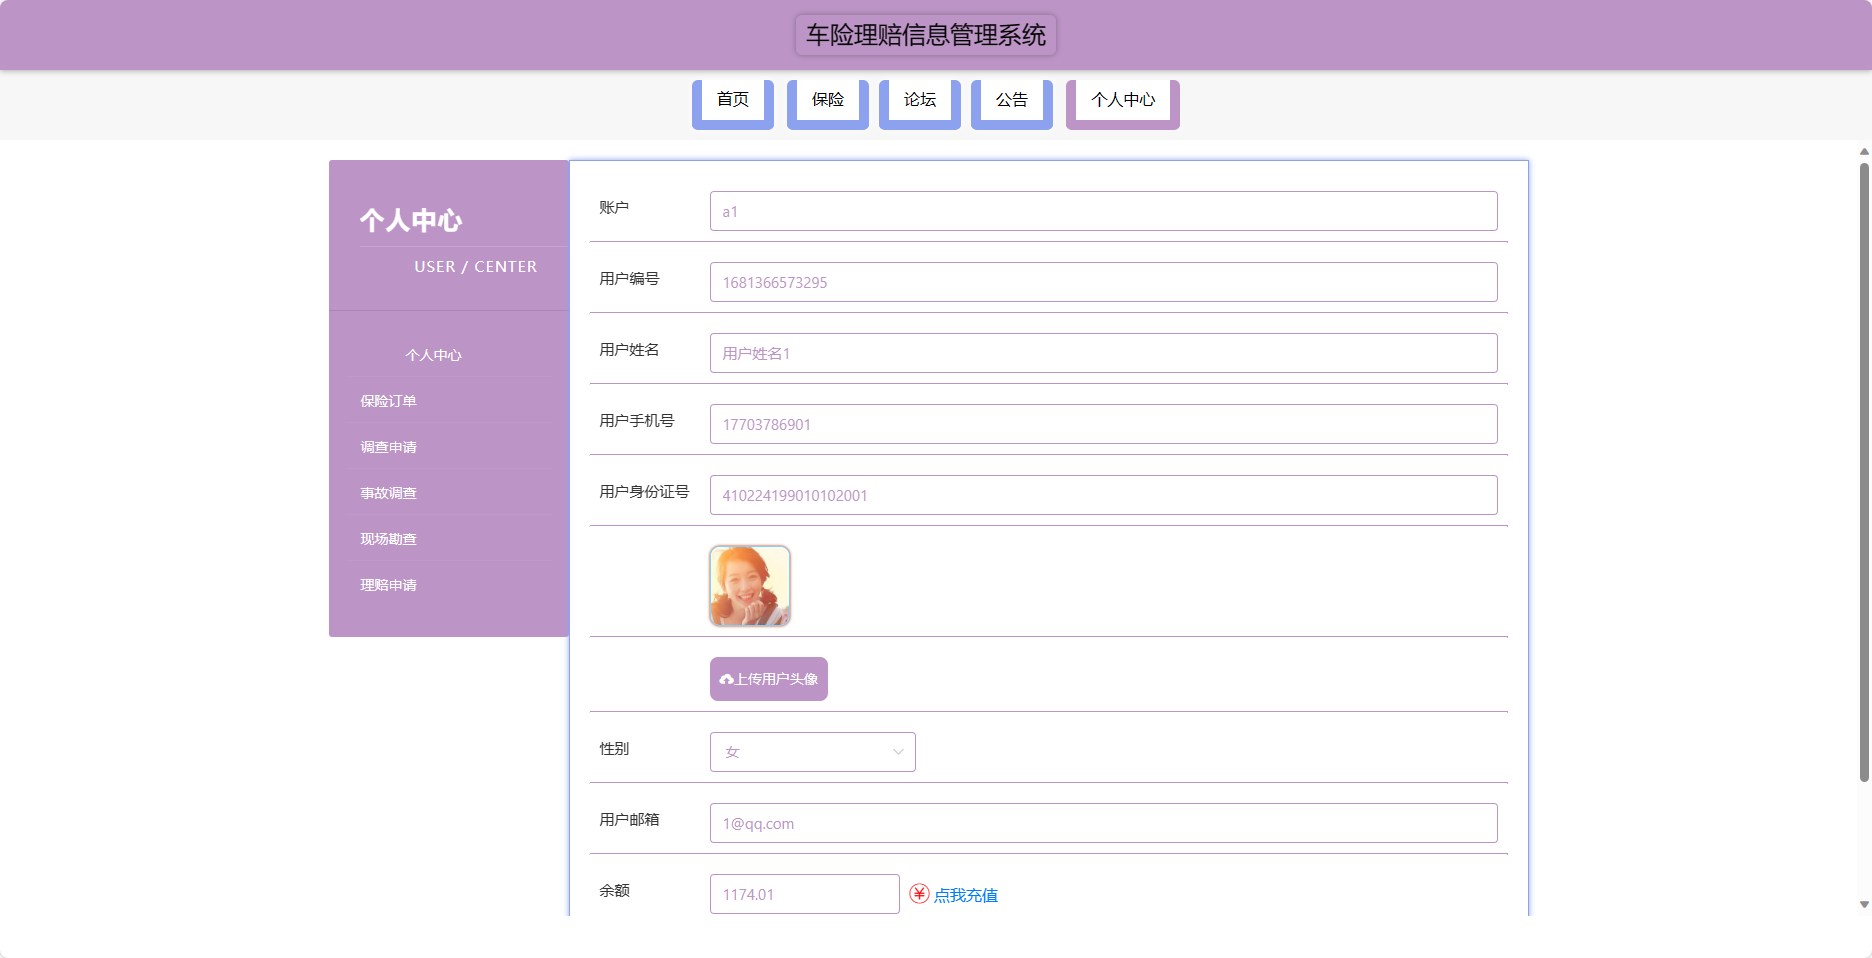 车险理赔信息管理系统
首页 保险 论坛 公告 个人中心
个人中心
USER / CENTER
个人中心
保险订单
调查申请
事故调查
现场勘查
理赔申请
账户 a1
用户编号 1681366573295
用户姓名 用户姓名1
用户手机号 17703786901
用户身份证号 410224199010102001
上传用户头像
性别 女
用户邮箱 1@qq.com
余额 1174.01 ¥ 点我充值